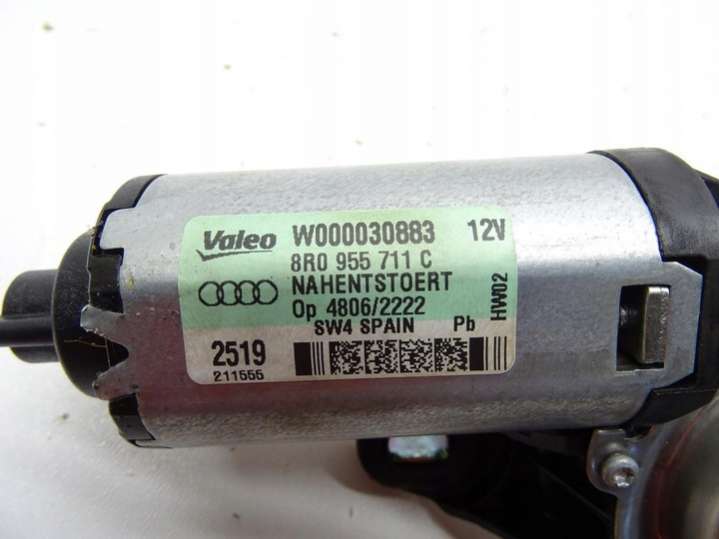 Valeo W000030883 12V
8R0 955 711 C
NAHENTSTOERT
Op 4806/2222
HW02
SW4 SPAIN Pb
2519
211555